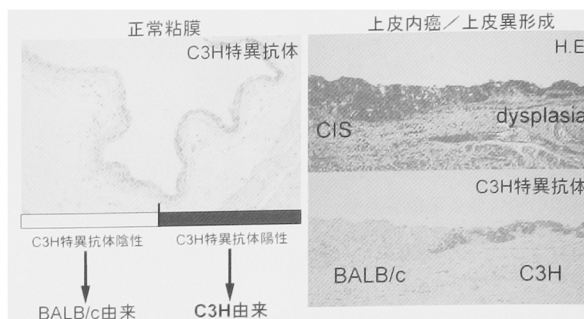 正常粘膜
C3H特異抗体
C3H特異抗体陰性
C3H特異抗体陽性
BALB/c由来
C3H由来
上皮内癌／上皮異形成
H.E
CIS
dysplasia
C3H特異抗体
BALB/c
C3H